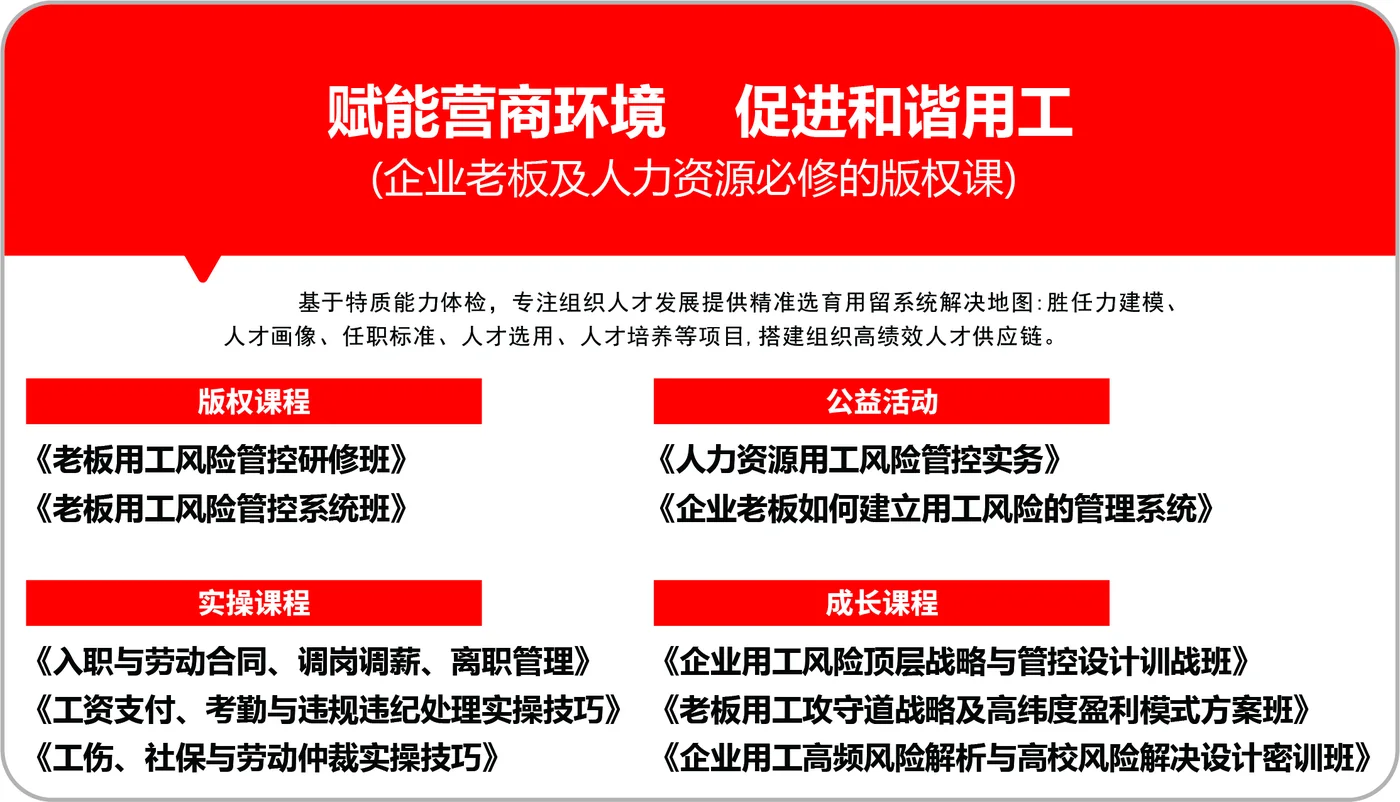 赋能营商环境 促进和谐用工
(企业老板及人力资源必修的版权课)
基于特质能力体检，专注组织人才发展提供精准选育用留系统解决地图:胜任力建模、
人才画像、任职标准、人才选用、人才培养等项目,搭建组织高绩效人才供应链。
版权课程
《老板用工风险管控研修班》
《老板用工风险管控系统班》
公益活动
《人力资源用工风险管控实务》
《企业老板如何建立用工风险的管理系统》
实操课程
《入职与劳动合同、调岗调薪、离职管理》
《工资支付、考勤与违规违纪处理实操技巧》
《工伤、社保与劳动仲裁实操技巧》
成长课程
《企业用工风险顶层战略与管控设计训战班》
《老板用工攻守道战略及高纬度盈利模式方案班》
《企业用工高频风险解析与高校风险解决设计密训班》